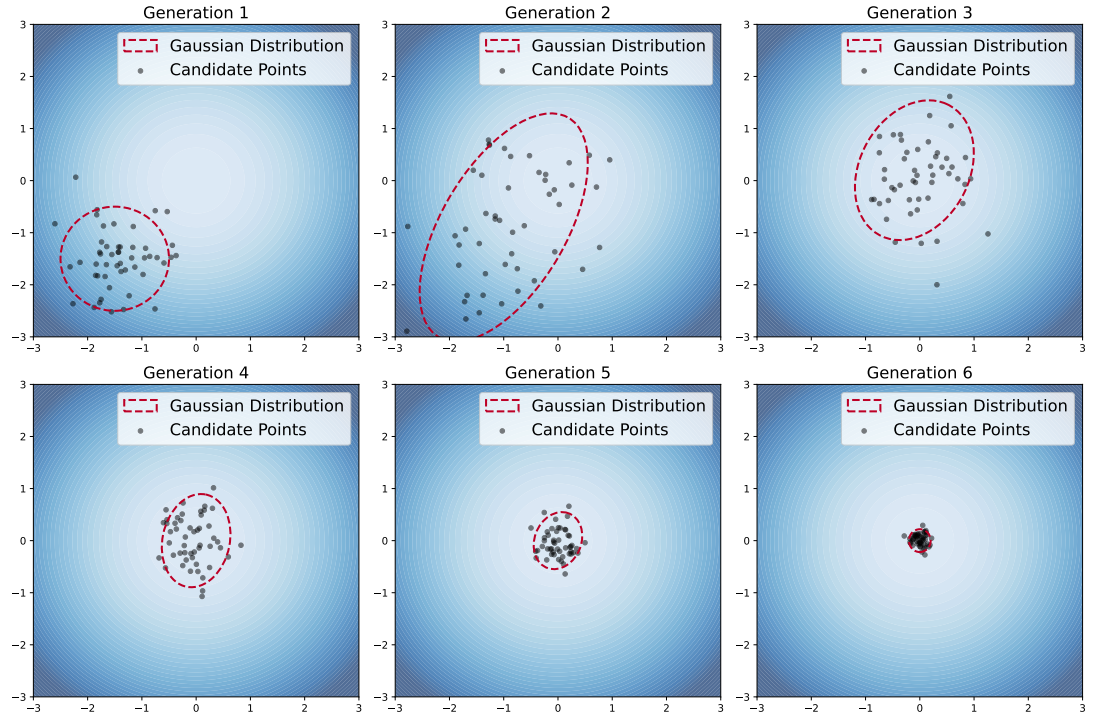 Generation 1
Gaussian Distribution
Candidate Points
3
2
1
0
−1
−2
−3
−3 −2 −1 0 1 2 3
Generation 2
Gaussian Distribution
Candidate Points
3
2
1
0
−1
−2
−3
−3 −2 −1 0 1 2 3
Generation 3
Gaussian Distribution
Candidate Points
3
2
1
0
−1
−2
−3
−3 −2 −1 0 1 2 3
Generation 4
Gaussian Distribution
Candidate Points
3
2
1
0
−1
−2
−3
−3 −2 −1 0 1 2 3
Generation 5
Gaussian Distribution
Candidate Points
3
2
1
0
−1
−2
−3
−3 −2 −1 0 1 2 3
Generation 6
Gaussian Distribution
Candidate Points
3
2
1
0
−1
−2
−3
−3 −2 −1 0 1 2 3